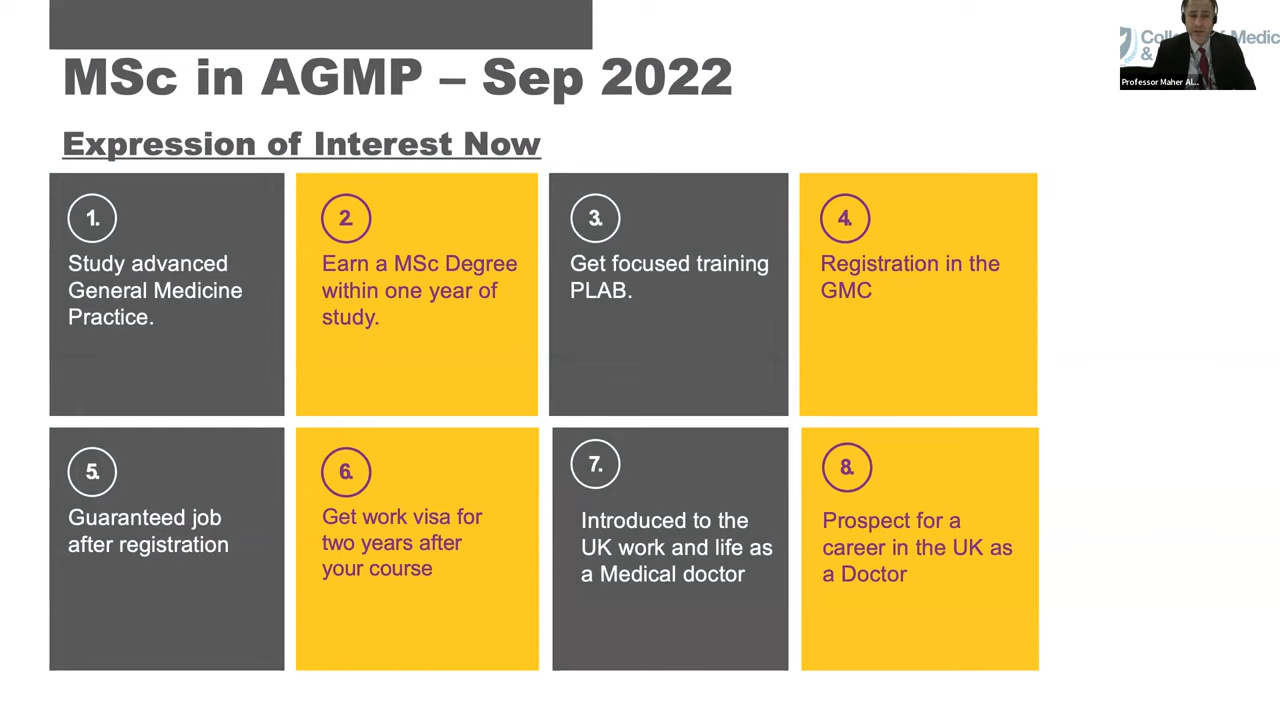 MSc in AGMP – Sep 2022
Expression of Interest Now
1.
Study advanced
General Medicine
Practice.
2.
Earn a MSc Degree
within one year of
study.
3.
Get focused training
PLAB.
4.
Registration in the
GMC
5.
Guaranteed job
after registration
6.
Get work visa for
two years after
your course
7.
Introduced to the
UK work and life as
a Medical doctor
8.
Prospect for a
career in the UK as
a Doctor
&
Professor Maher Al...